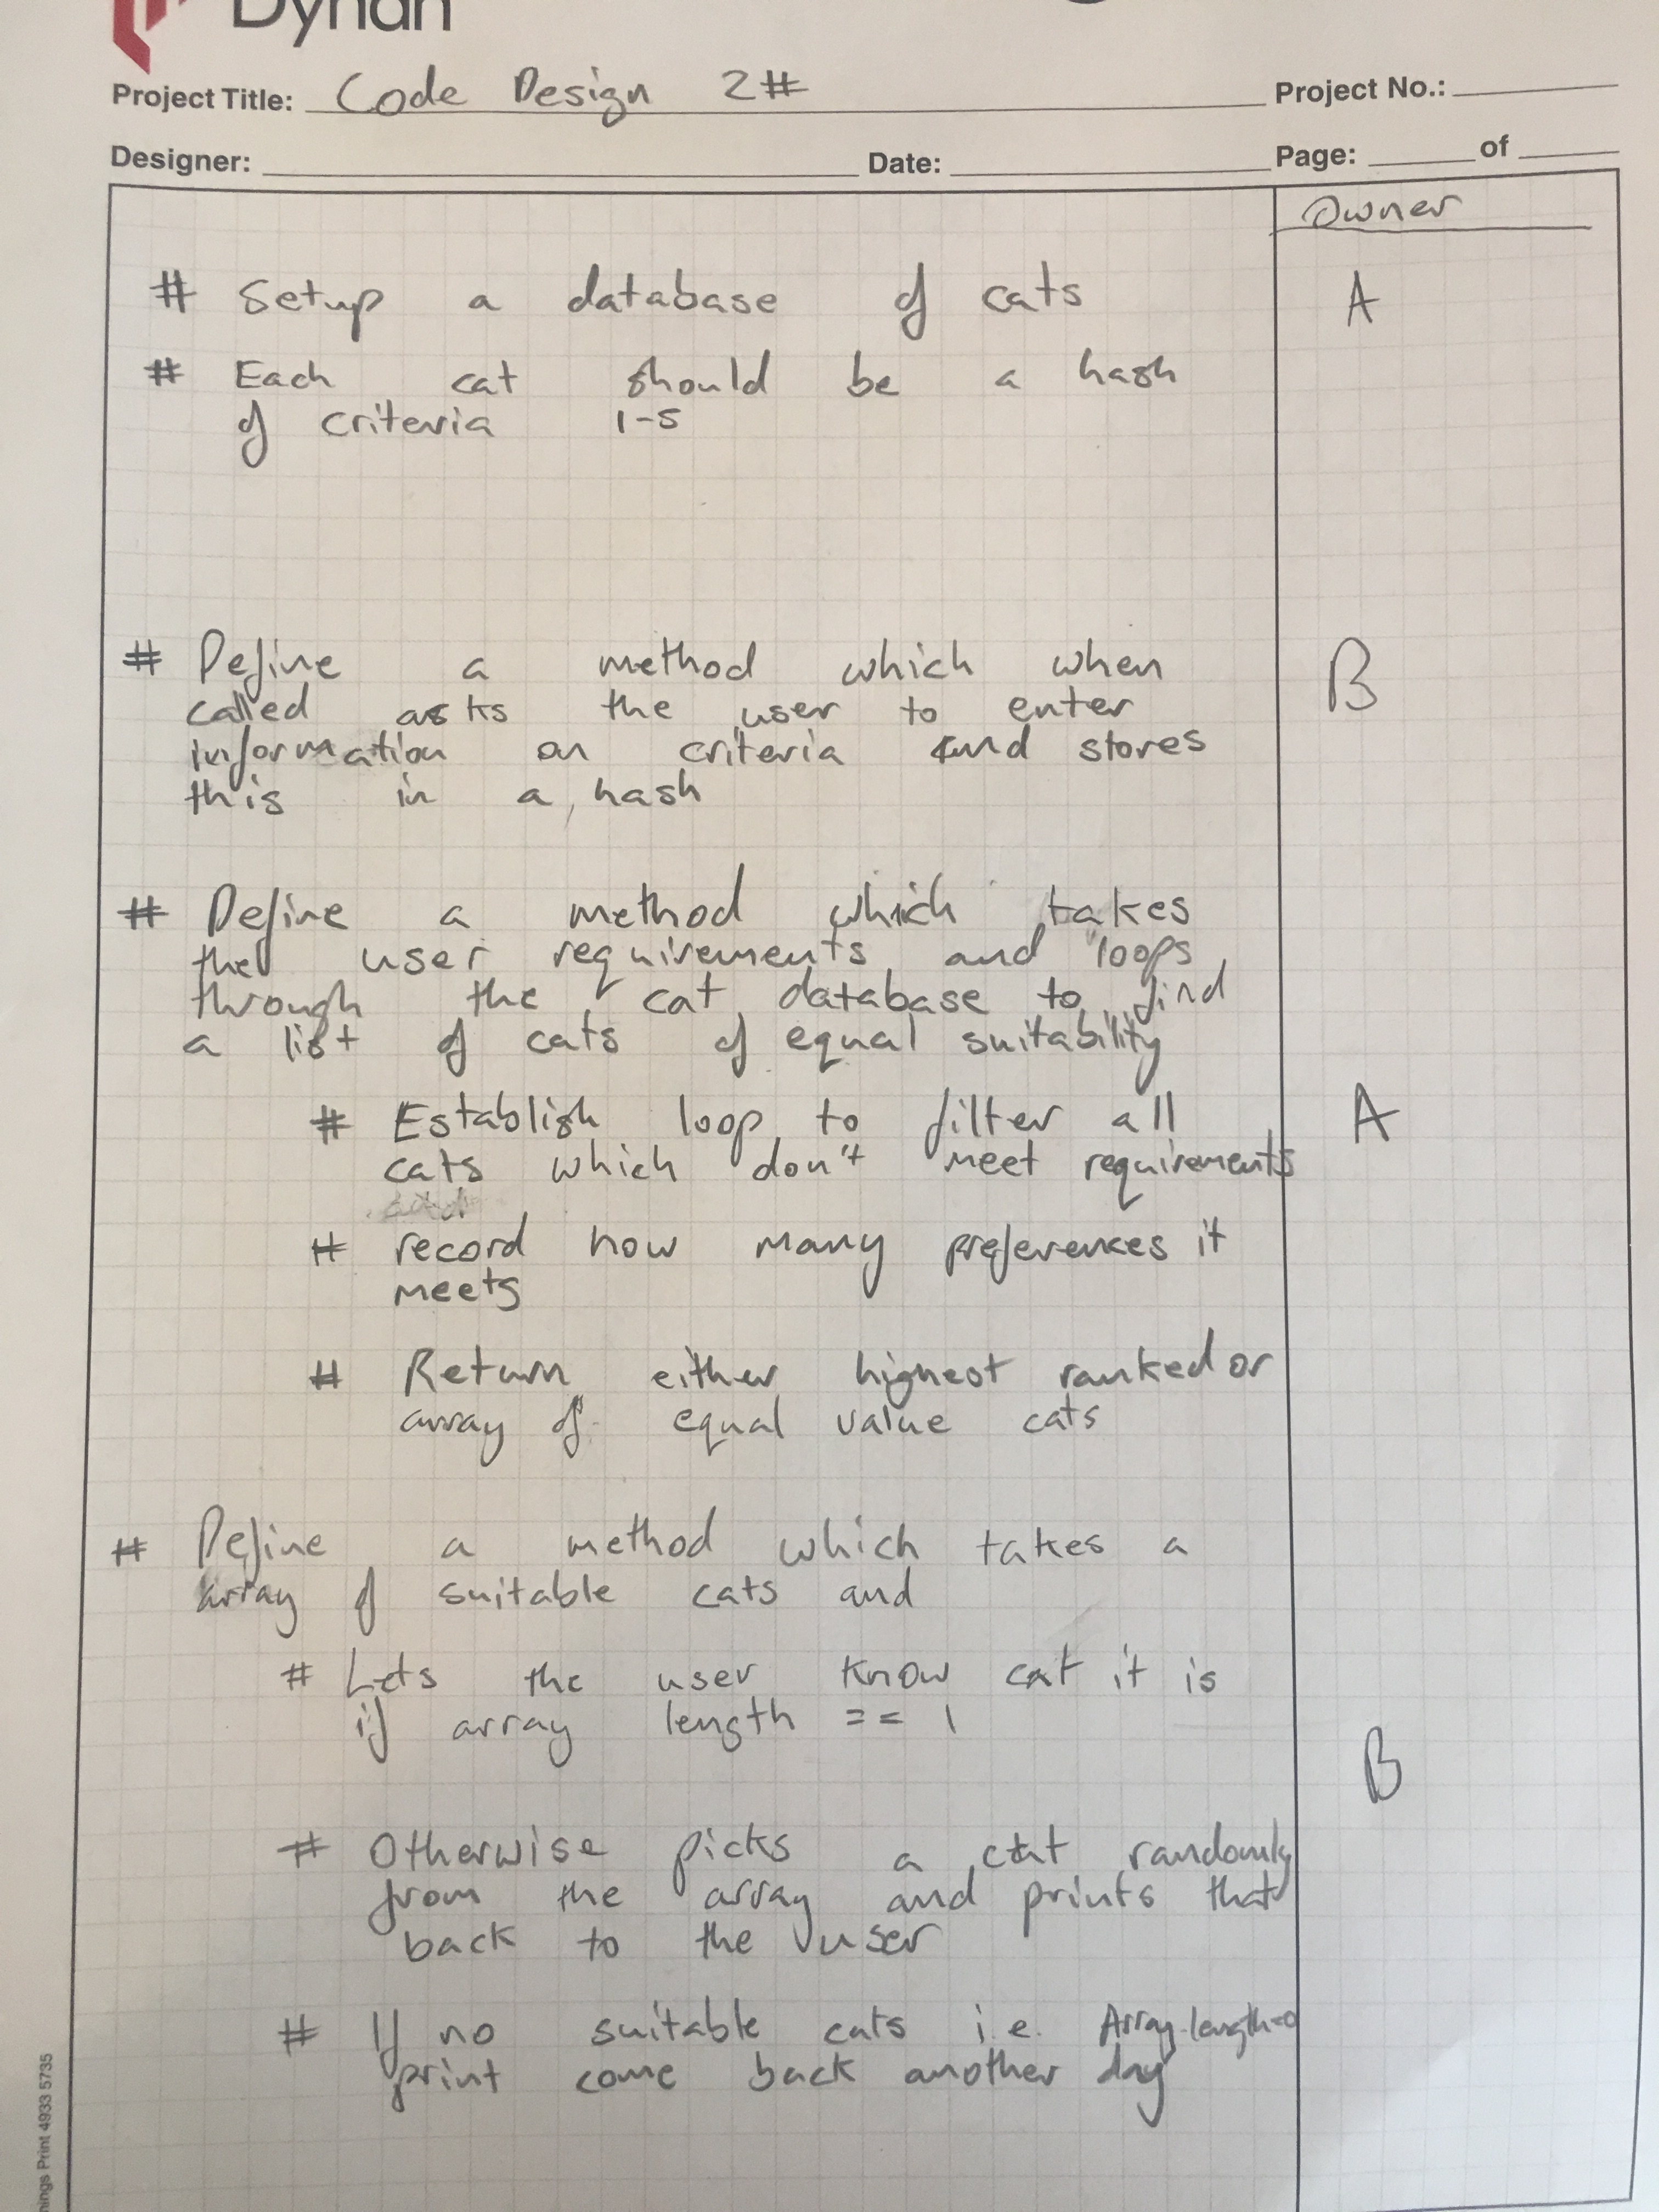 Project Title: Code Design 2# Project No.:
Designer: Date: Page: of
Owner
# Setup a database of cats A
# Each cat should be a hash
of criteria 1-5
# Define a method which when B
called asks the user to enter
information on criteria and stores
this in a hash
# Define a method which takes
the user requirements and loops
through the cat database to find
a list of cats of equal suitability
# Establish loop to filter all A
cats which don't meet requirements
# record how many preferences it
meets
# Return either highest ranked or
array of equal value cats
# Define a method which takes a
array of suitable cats and
# Lets the user know cat it is
if array length == 1
B
# Otherwise picks a cat randomly
from the array and prints that
back to the user
# If no suitable cats i.e. Array.length=0
print come back another day
Print 4933 5735